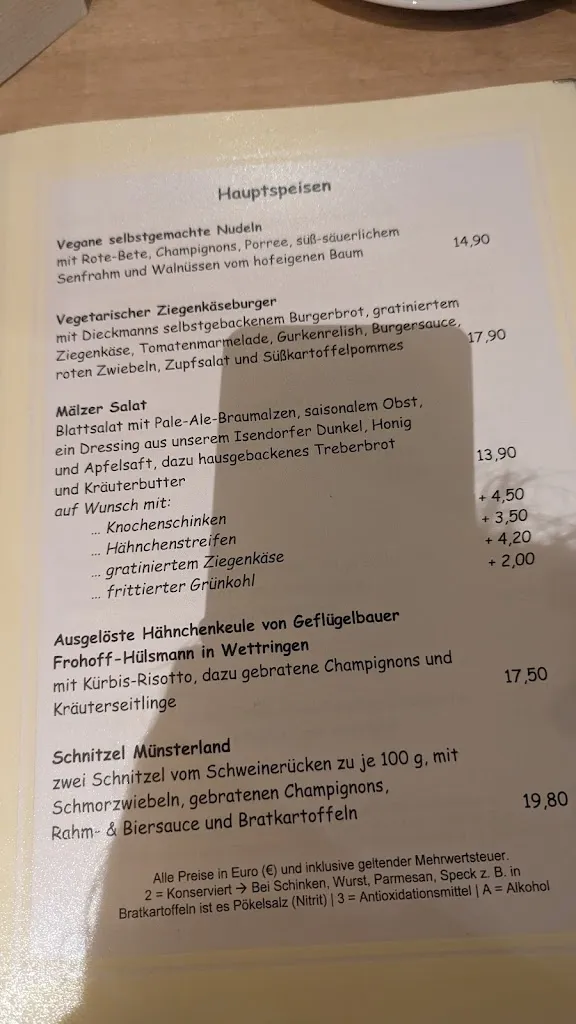 Hauptspeisen
Vegane selbstgemachte Nudeln
mit Rote-Bete, Champignons, Porree, süß-säuerlichem
Senfrahm und Walnüssen vom hofeigenen Baum
14,90
Vegetarischer Ziegenkäseburger
mit Dieckmanns selbstgebackenem Burgerbrot, gratiniertem
Ziegenkäse, Tomatenmarmelade, Gurkenrelish, Burgersauce,
roten Zwiebeln, Zupfsalat und Süßkartoffelpommes
17,90
Mälzer Salat
Blattsalat mit Pale-Ale-Braumalzen, saisonalem Obst,
ein Dressing aus unserem Isendorfer Dunkel, Honig
und Apfelsaft, dazu hausgebackenes Treberbrot
und Kräuterbutter
13,90
auf Wunsch mit:
... Knochenschinken + 4,50
... Hähnchenstreifen + 3,50
... gratiniertem Ziegenkäse + 4,20
... frittierter Grünkohl + 2,00
Ausgelöste Hähnchenkeule von Geflügelbauer
Frohoff-Hülsmann in Wettringen
mit Kürbis-Risotto, dazu gebratene Champignons und
Kräuterseitlinge
17,50
Schnitzel Münsterland
zwei Schnitzel vom Schweinerücken zu je 100 g, mit
Schmorzwiebeln, gebratenen Champignons,
Rahm- & Biersauce und Bratkartoffeln
19,80
Alle Preise in Euro (€) und inklusive geltender Mehrwertsteuer.
2 = Konserviert → Bei Schinken, Wurst, Parmesan, Speck z. B. in
Bratkartoffeln ist es Pökelsalz (Nitrit) | 3 = Antioxidationsmittel | A = Alkohol